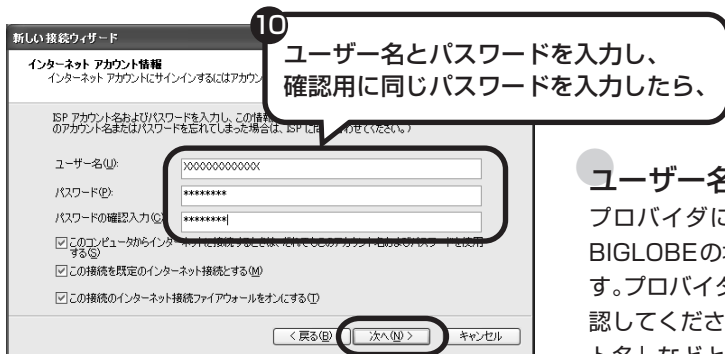 新しい接続ウィザード
10
ユーザー名とパスワードを入力し、
確認用に同じパスワードを入力したら、
インターネット アカウント情報
インターネット アカウントにサインインするにはアカウン
ISP アカウント名およびパスワードを入力し、この情報
のアカウント名またはパスワードを忘れてしまった場合は、ISP に問い合わせてください。)
ユーザー名(U):
XXXXXXXXXXXX
パスワード(P):
********
パスワードの確認入力(C):
********
このコンピュータからインターネットに接続するときは、だれでもこのアカウント名およびパスワードを使用
する(S)
この接続を既定のインターネット接続とする(M)
この接続のインターネット接続ファイアウォールをオンにする(T)
< 戻る(B)
次へ(N) >
キャンセル
ユーザー名
プロバイダに
BIGLOBEの
す。プロバイダ
認してくださ